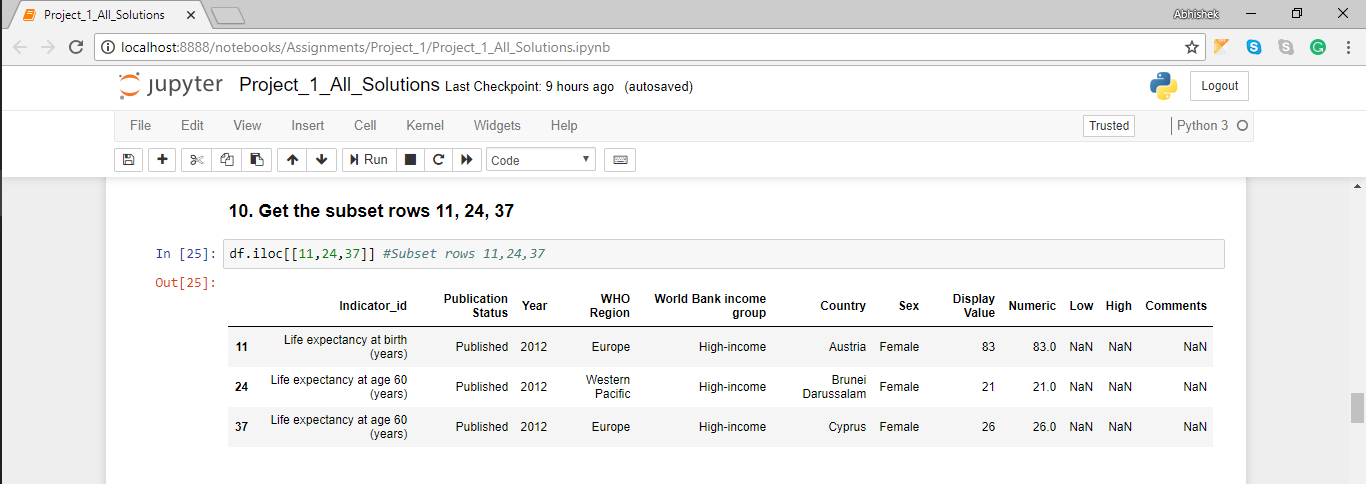 Project_1_All_Solutions
Abhishek
localhost:8888/notebooks/Assignments/Project_1/Project_1_All_Solutions.ipynb
jupyter Project_1_All_Solutions Last Checkpoint: 9 hours ago (autosaved)
Logout
File Edit View Insert Cell Kernel Widgets Help
Trusted
Python 3
Run
Code
10. Get the subset rows 11, 24, 37
In [25]: df.iloc[[11,24,37]] #Subset rows 11,24,37
Out[25]:
Indicator_id Publication Status Year WHO Region World Bank income group Country Sex Display Value Numeric Low High Comments
11 Life expectancy at birth (years) Published 2012 Europe High-income Austria Female 83 83.0 NaN NaN NaN
24 Life expectancy at age 60 (years) Published 2012 Western Pacific High-income Brunei Darussalam Female 21 21.0 NaN NaN NaN
37 Life expectancy at age 60 (years) Published 2012 Europe High-income Cyprus Female 26 26.0 NaN NaN NaN